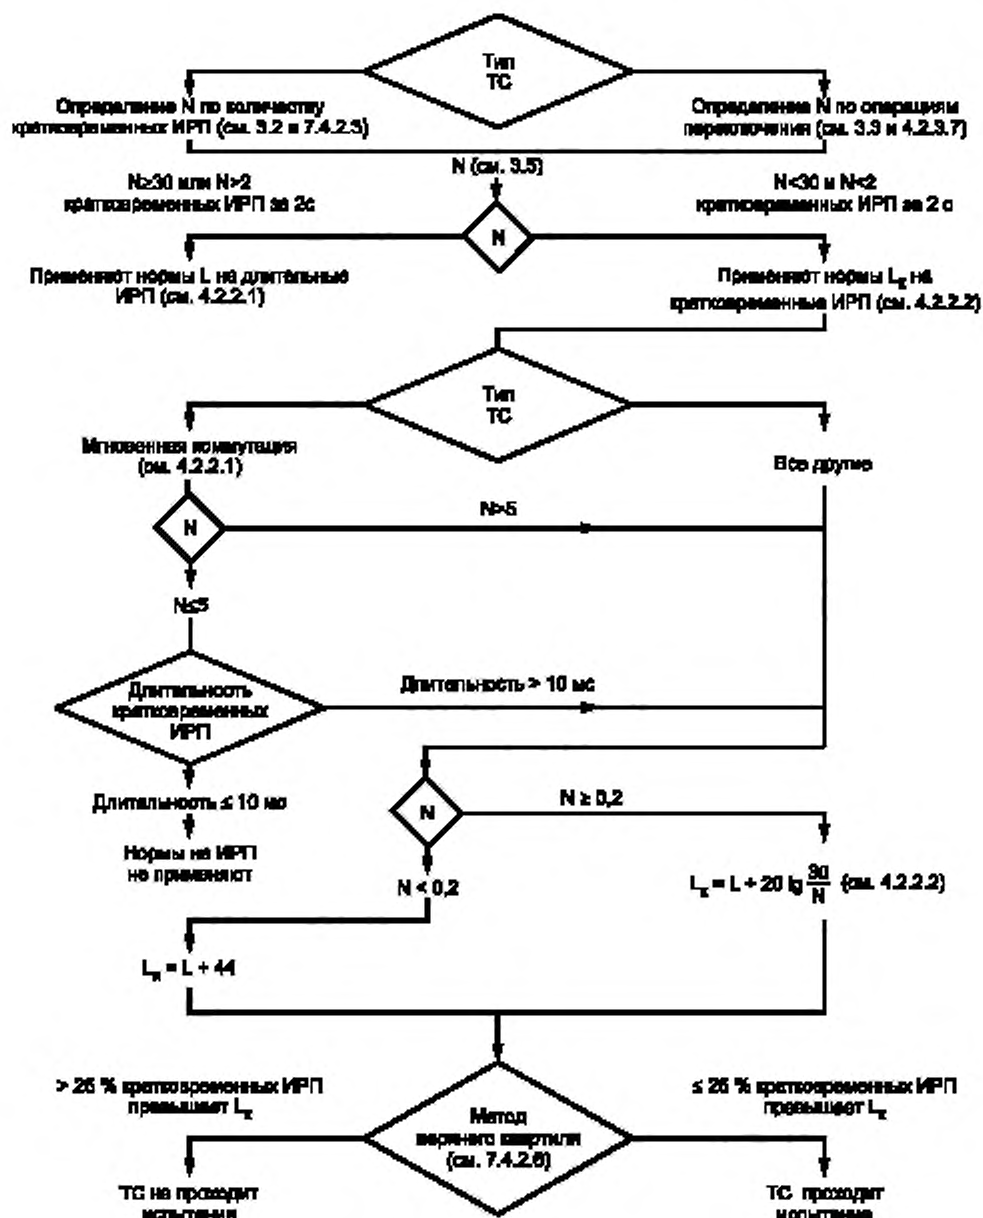 Тип
ТС
Определение N по количеству
кратковременных ИРП (см. 3.2 и 7.4.2.3)
Определение N по операциям
переключения (см. 3.3 и 4.2.3.7)
N (см. 3.5)
N≥30 или N>2
кратковременных ИРП за 2с
N<30 и N<2
кратковременных ИРП за 2 с
N
Применяют нормы L на длительные
ИРП (см. 4.2.2.1)
Применяют нормы Lк на
кратковременные ИРП (см. 4.2.2.2)
Тип
ТС
Мгновенная коммутация
(см. 4.2.2.1)
Все другие
N
N>5
N≤5
Длительность
кратковременных
ИРП
Длительность > 10 мс
Длительность ≤ 10 мс
N
N ≥ 0,2
Нормы на ИРП
не применяют
N < 0,2
Lк = L + 20 lg 30/N (см. 4.2.2.2)
Lк = L + 44
> 25 % кратковременных ИРП
превышает Lк
≤ 25 % кратковременных ИРП
превышает Lк
Метод
верхнего квартиля
(см. 7.4.2.6)
ТС не проходит
испытания
ТС проходит
испытание